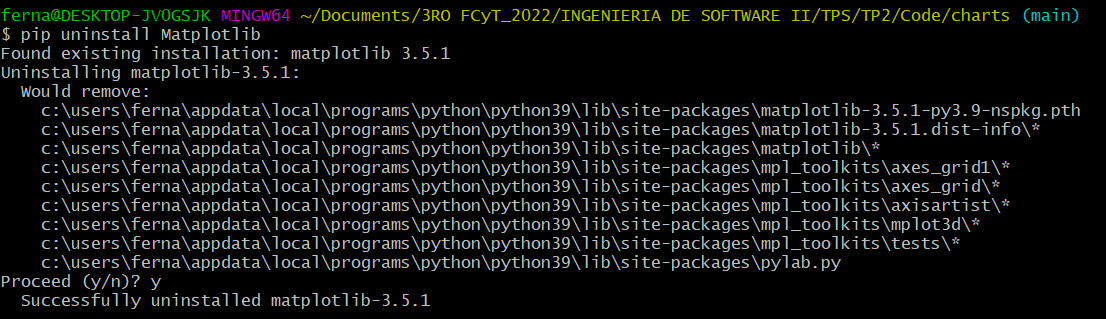 ferna@DESKTOP-JVOGSJK MINGW64 ~/Documents/3RO FCyT_2022/INGENIERIA DE SOFTWARE II/TPS/TP2/Code/charts (main)
$ pip uninstall Matplotlib
Found existing installation: matplotlib 3.5.1
Uninstalling matplotlib-3.5.1:
  Would remove:
    c:\users\ferna\appdata\local\programs\python\python39\lib\site-packages\matplotlib-3.5.1-py3.9-nspkg.pth
    c:\users\ferna\appdata\local\programs\python\python39\lib\site-packages\matplotlib-3.5.1.dist-info\*
    c:\users\ferna\appdata\local\programs\python\python39\lib\site-packages\matplotlib\*
    c:\users\ferna\appdata\local\programs\python\python39\lib\site-packages\mpl_toolkits\axes_grid1\*
    c:\users\ferna\appdata\local\programs\python\python39\lib\site-packages\mpl_toolkits\axes_grid\*
    c:\users\ferna\appdata\local\programs\python\python39\lib\site-packages\mpl_toolkits\axisartist\*
    c:\users\ferna\appdata\local\programs\python\python39\lib\site-packages\mpl_toolkits\mplot3d\*
    c:\users\ferna\appdata\local\programs\python\python39\lib\site-packages\mpl_toolkits\tests\*
    c:\users\ferna\appdata\local\programs\python\python39\lib\site-packages\pylab.py
Proceed (y/n)? y
  Successfully uninstalled matplotlib-3.5.1